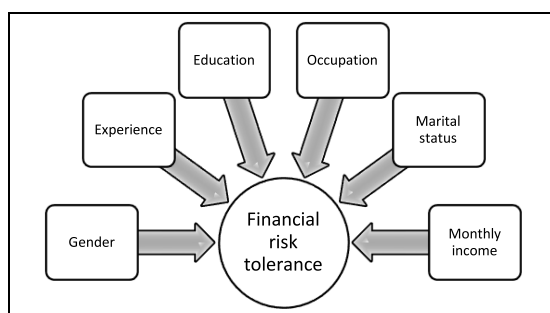 Education
Occupation
Experience
Marital
status
Gender
Financial
risk
tolerance
Monthly
income